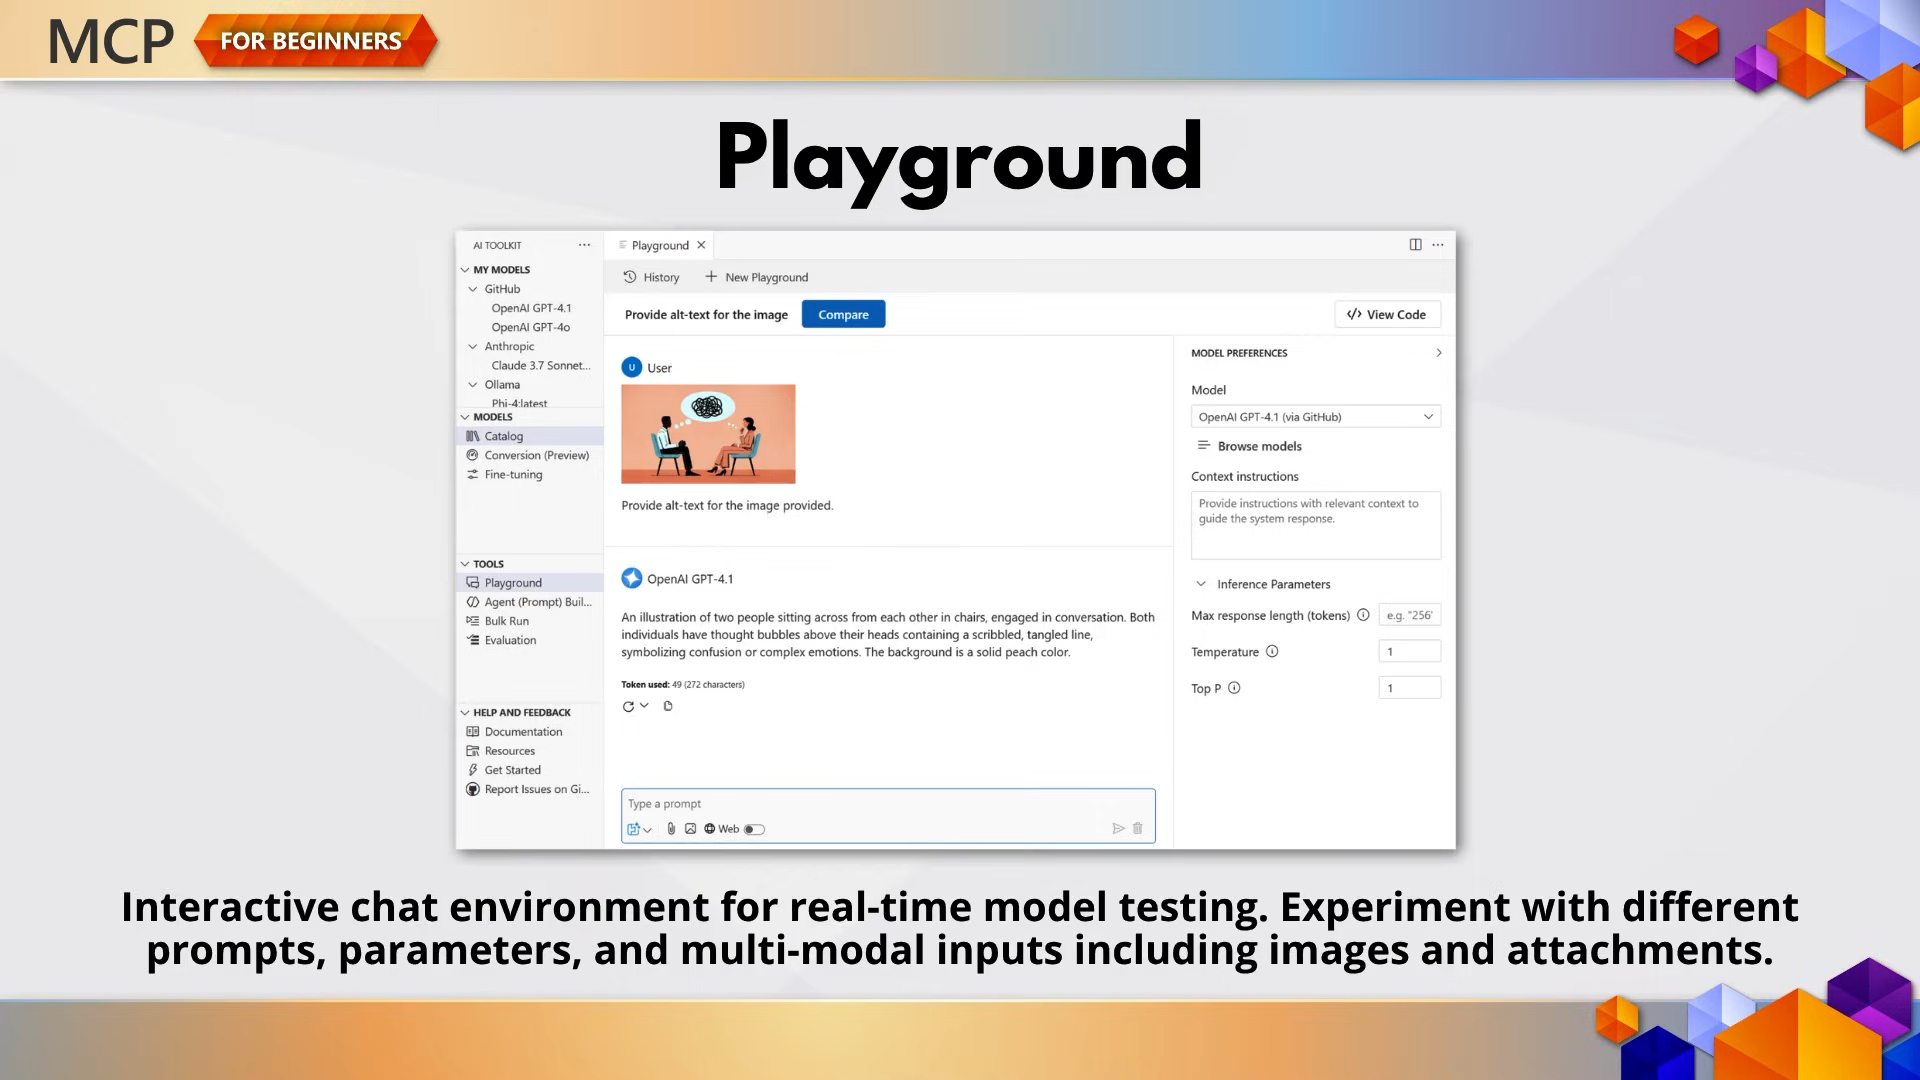 MCP
FOR BEGINNERS
Playground
AI TOOLKIT
MY MODELS
GitHub
OpenAI GPT-4.1
OpenAI GPT-4o
Anthropic
Claude 3.7 Sonnet...
Ollama
Phi-4:latest
MODELS
Catalog
Conversion (Preview)
Fine-tuning
TOOLS
Playground
Agent (Prompt) Buil...
Bulk Run
Evaluation
HELP AND FEEDBACK
Documentation
Resources
Get Started
Report Issues on Gi...
Playground
History
New Playground
Provide alt-text for the image
Compare
</> View Code
U User
Provide alt-text for the image provided.
OpenAI GPT-4.1
An illustration of two people sitting across from each other in chairs, engaged in conversation. Both
individuals have thought bubbles above their heads containing a scribbled, tangled line,
symbolizing confusion or complex emotions. The background is a solid peach color.
Token used: 49 (272 characters)
Type a prompt
Web
MODEL PREFERENCES
Model
OpenAI GPT-4.1 (via GitHub)
Browse models
Context instructions
Provide instructions with relevant context to
guide the system response.
Inference Parameters
Max response length (tokens) e.g. "256"
Temperature 1
Top P 1
Interactive chat environment for real-time model testing. Experiment with different
prompts, parameters, and multi-modal inputs including images and attachments.